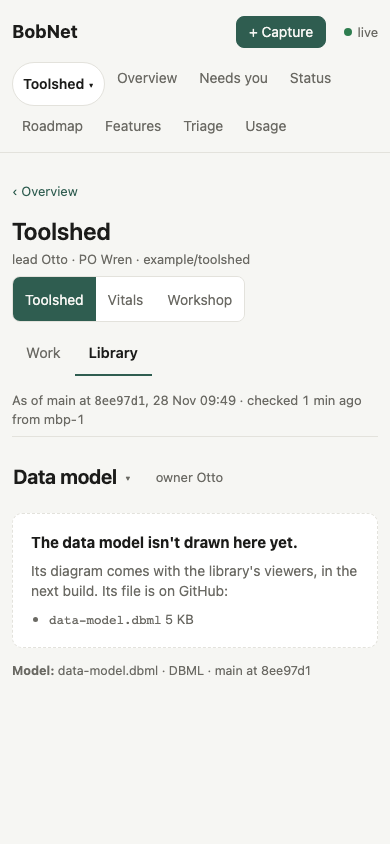 BobNet
+ Capture
live
Toolshed ▾
Overview
Needs you
Status
Roadmap
Features
Triage
Usage
‹ Overview
Toolshed
lead Otto · PO Wren · example/toolshed
Toolshed
Vitals
Workshop
Work
Library
As of main at 8ee97d1, 28 Nov 09:49 · checked 1 min ago
from mbp-1
Data model ▾
owner Otto
The data model isn't drawn here yet.
Its diagram comes with the library's viewers, in the
next build. Its file is on GitHub:
• data-model.dbml 5 KB
Model: data-model.dbml · DBML · main at 8ee97d1